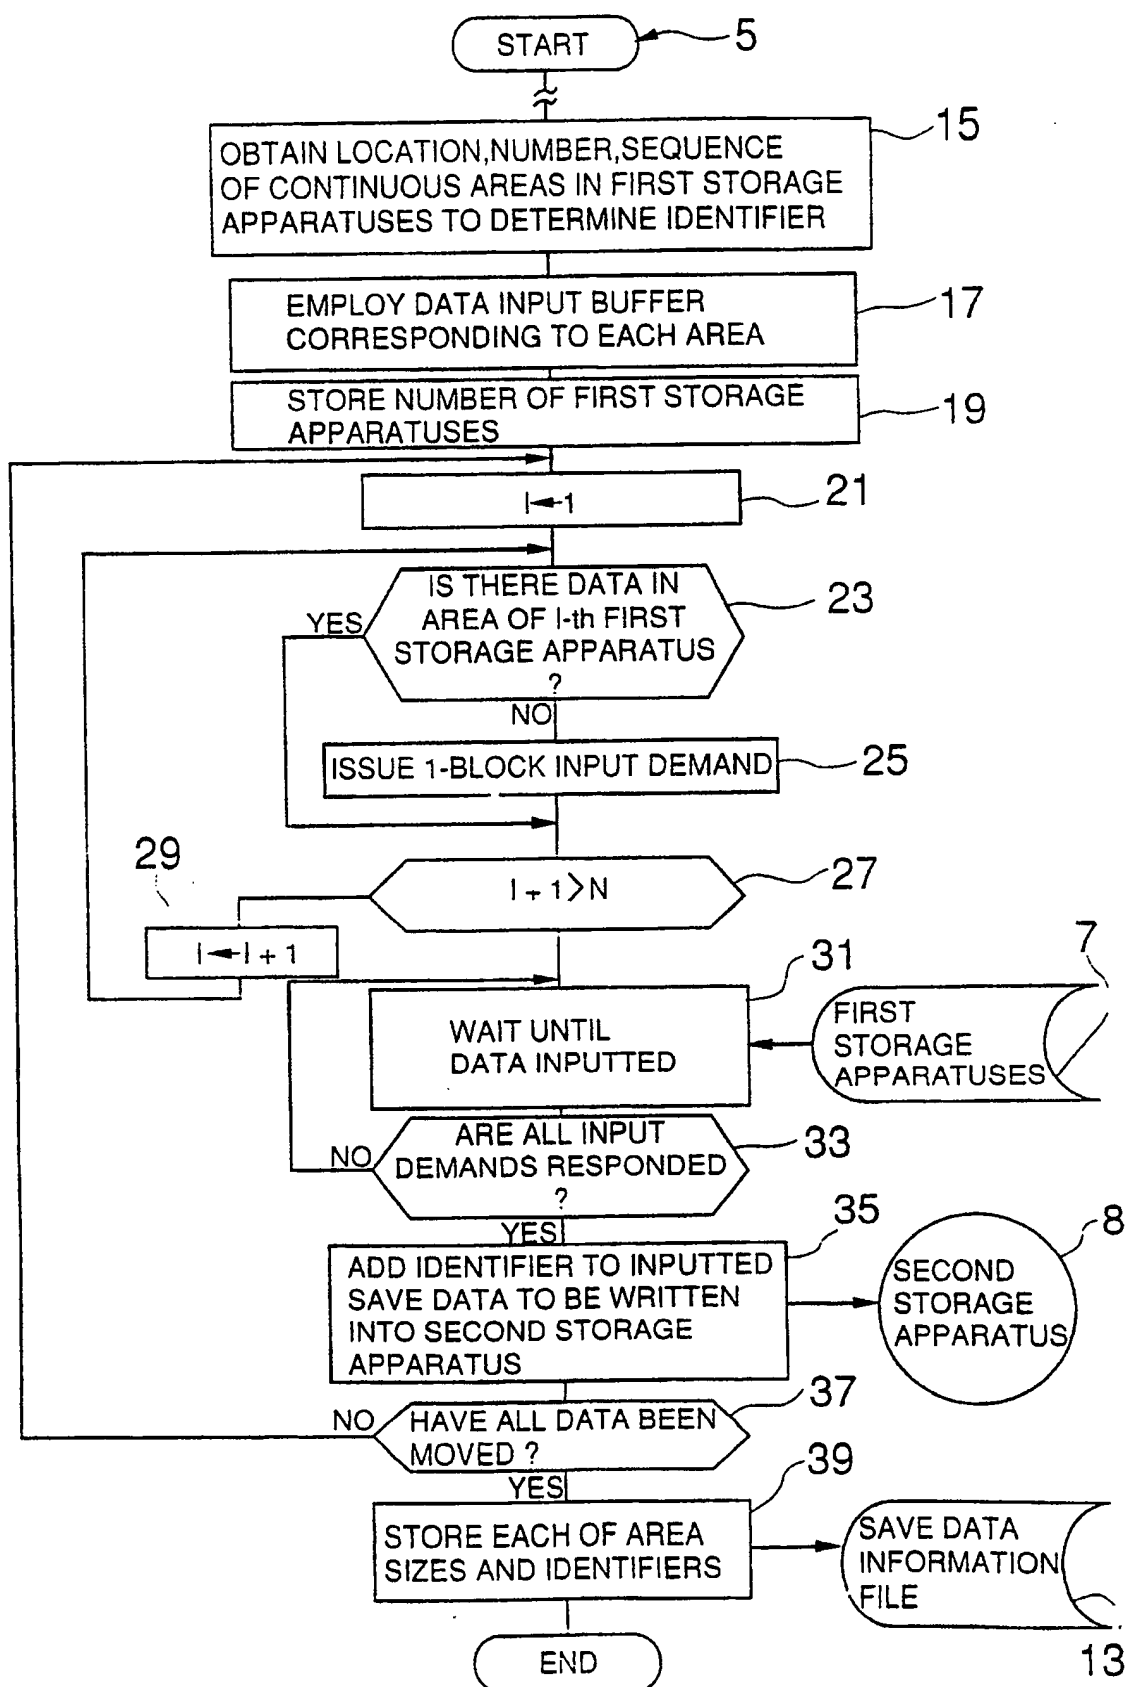 START
5
OBTAIN LOCATION,NUMBER,SEQUENCE
OF CONTINUOUS AREAS IN FIRST STORAGE
APPARATUSES TO DETERMINE IDENTIFIER
15
EMPLOY DATA INPUT BUFFER
CORRESPONDING TO EACH AREA
17
STORE NUMBER OF FIRST STORAGE
APPARATUSES
19
I←1
21
IS THERE DATA IN
AREA OF I-th FIRST
STORAGE APPARATUS
?
23
YES
NO
ISSUE 1-BLOCK INPUT DEMAND
25
I + 1 > N
27
29
I←I + 1
WAIT UNTIL
DATA INPUTTED
31
FIRST
STORAGE
APPARATUSES
7
ARE ALL INPUT
DEMANDS RESPONDED
?
33
NO
YES
ADD IDENTIFIER TO INPUTTED
SAVE DATA TO BE WRITTEN
INTO SECOND STORAGE
APPARATUS
35
SECOND
STORAGE
APPARATUS
8
HAVE ALL DATA BEEN
MOVED ?
37
NO
YES
STORE EACH OF AREA
SIZES AND IDENTIFIERS
39
SAVE DATA
INFORMATION
FILE
13
END